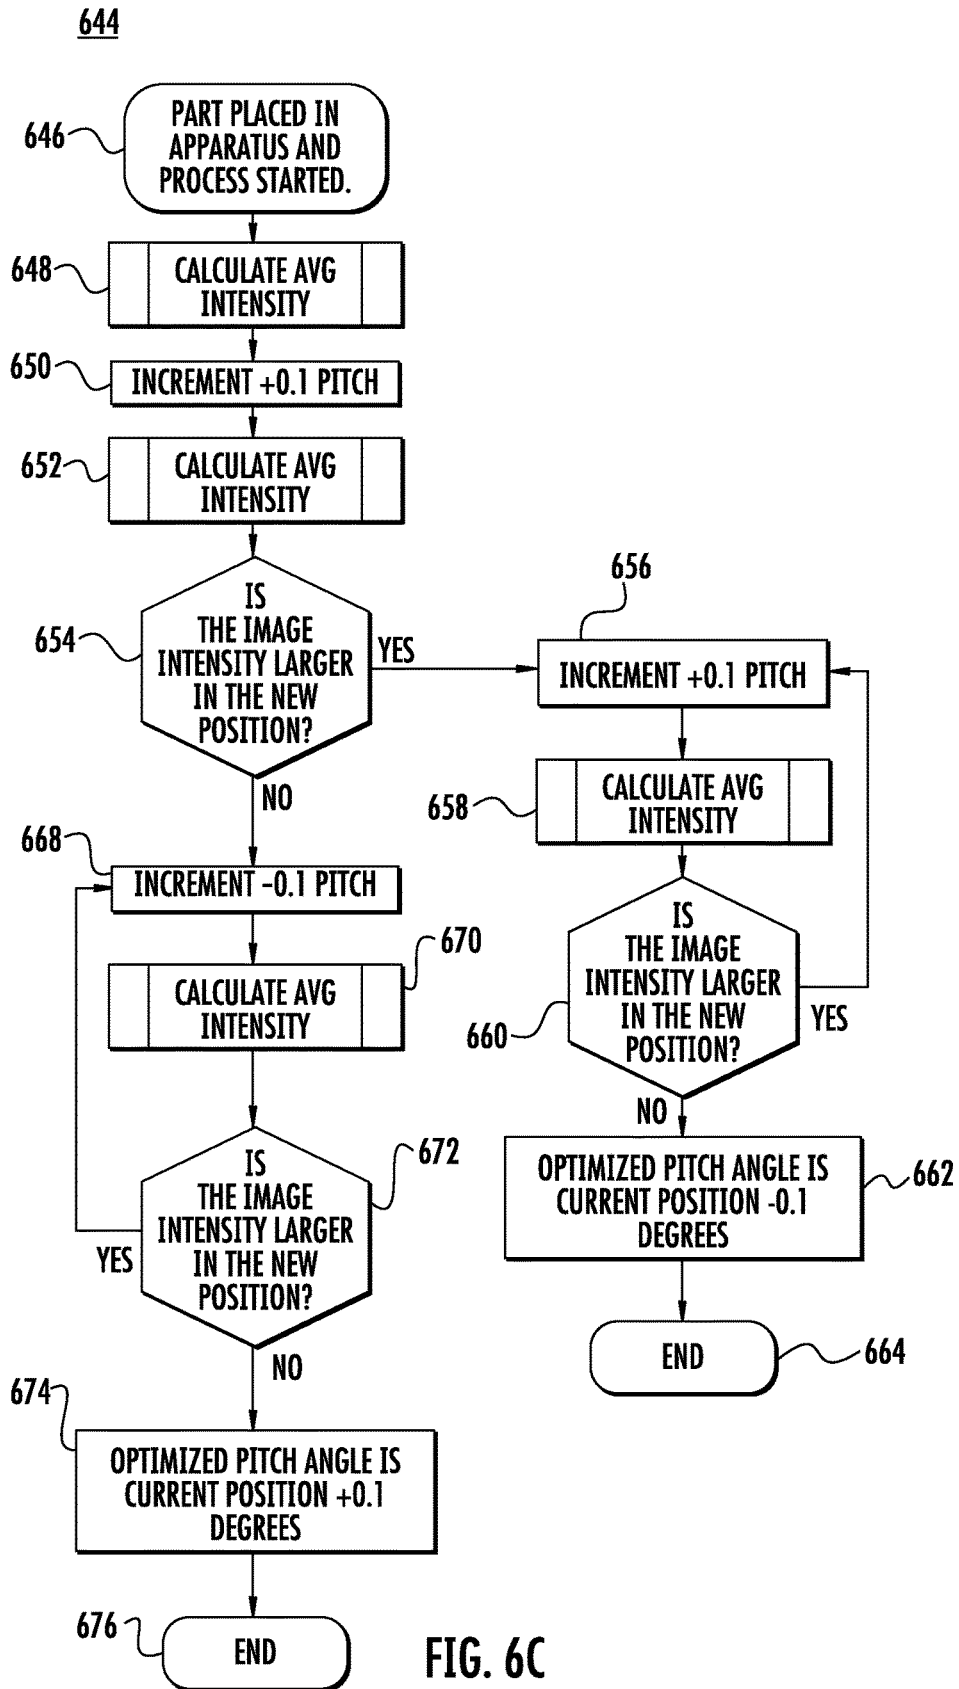 644
646
PART PLACED IN
APPARATUS AND
PROCESS STARTED.
648
CALCULATE AVG
INTENSITY
650
INCREMENT +0.1 PITCH
652
CALCULATE AVG
INTENSITY
654
IS
THE IMAGE
INTENSITY LARGER
IN THE NEW
POSITION?
YES
NO
656
INCREMENT +0.1 PITCH
658
CALCULATE AVG
INTENSITY
660
IS
THE IMAGE
INTENSITY LARGER
IN THE NEW
POSITION?
YES
NO
662
OPTIMIZED PITCH ANGLE IS
CURRENT POSITION -0.1
DEGREES
END
664
668
INCREMENT -0.1 PITCH
670
CALCULATE AVG
INTENSITY
672
IS
THE IMAGE
INTENSITY LARGER
IN THE NEW
POSITION?
YES
NO
674
OPTIMIZED PITCH ANGLE IS
CURRENT POSITION +0.1
DEGREES
676
END
FIG. 6C